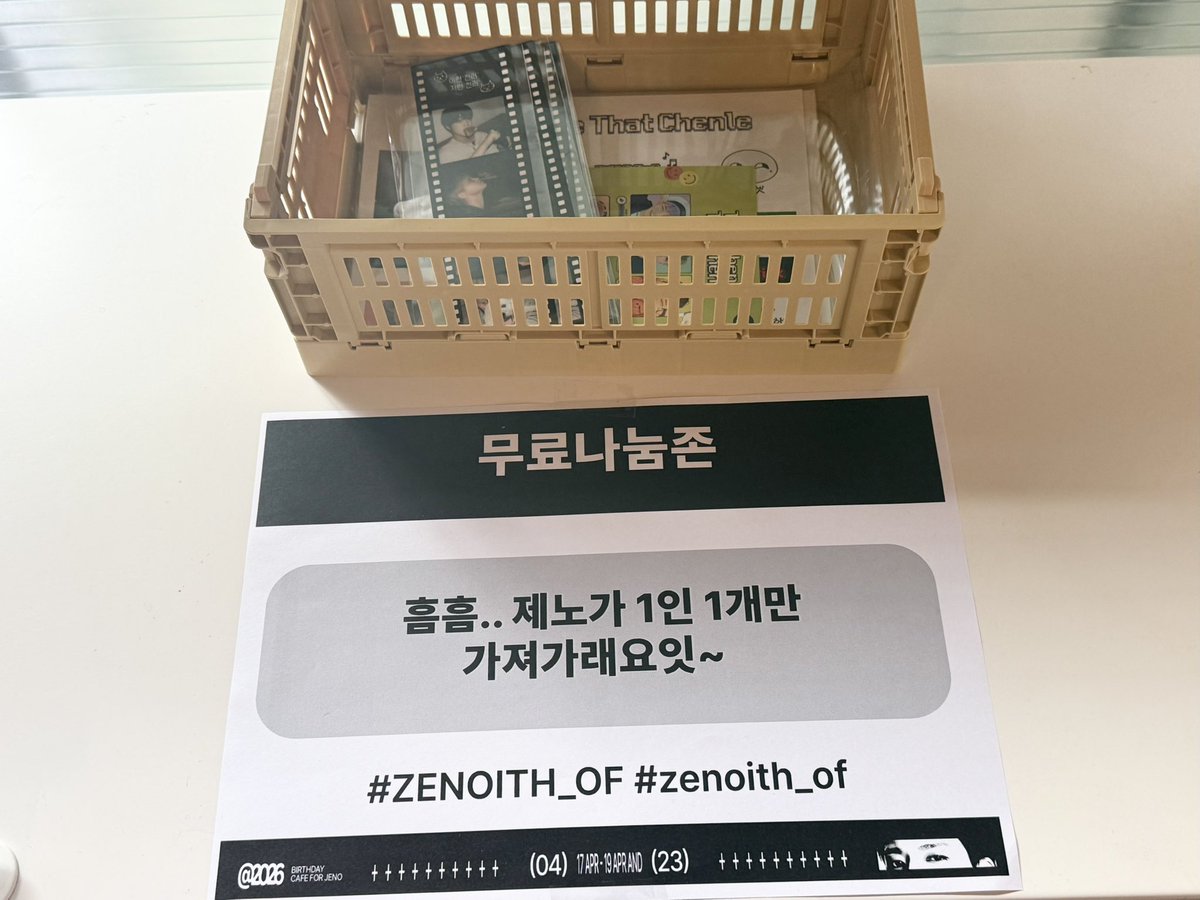 That Chenle
무료나눔존
흠흠.. 제노가 1인 1개만
가져가래요잇~
#ZENOITH_OF #zenoith_of
@2026 BIRTHDAY
CAFE FOR JENO
(04) 17 APR - 19 APR AND (23)